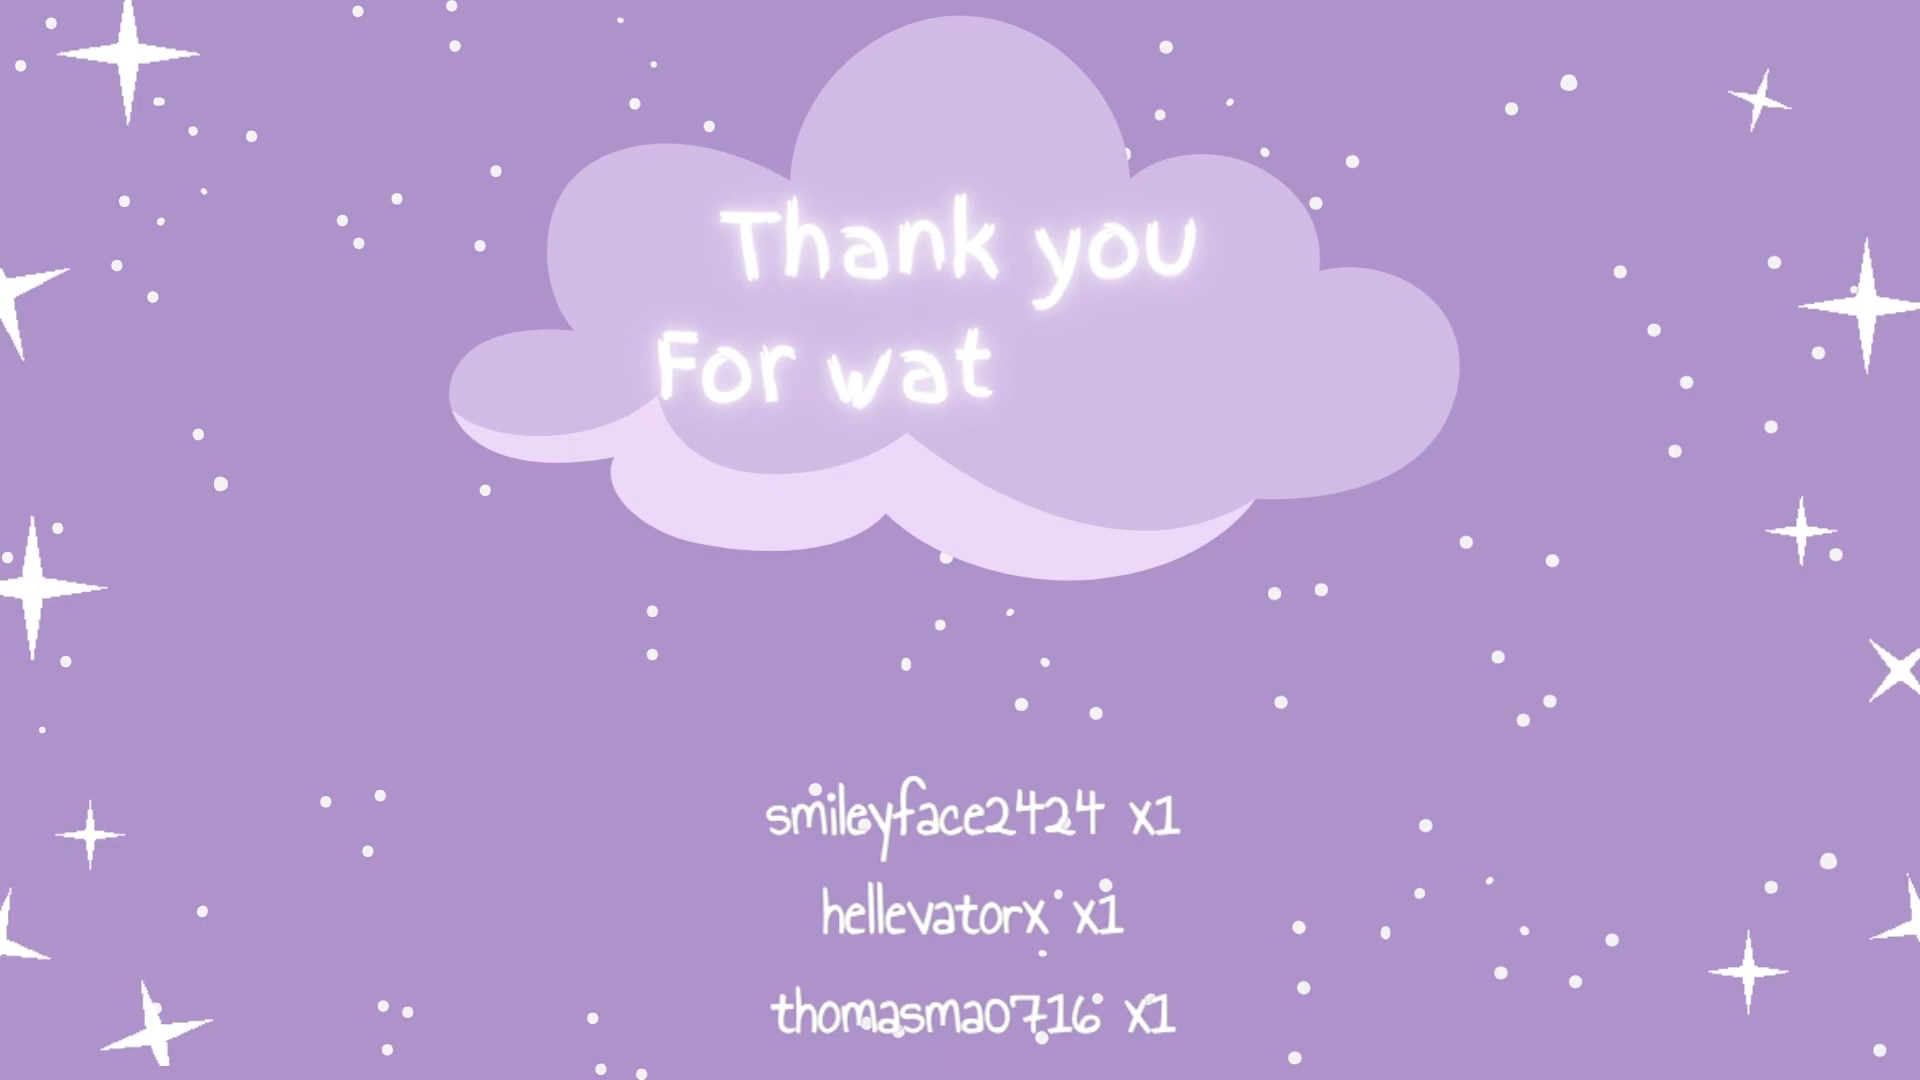 Thank you
For wat
smileyface2424 x1
hellevatorx x1
thomasma0716 x1